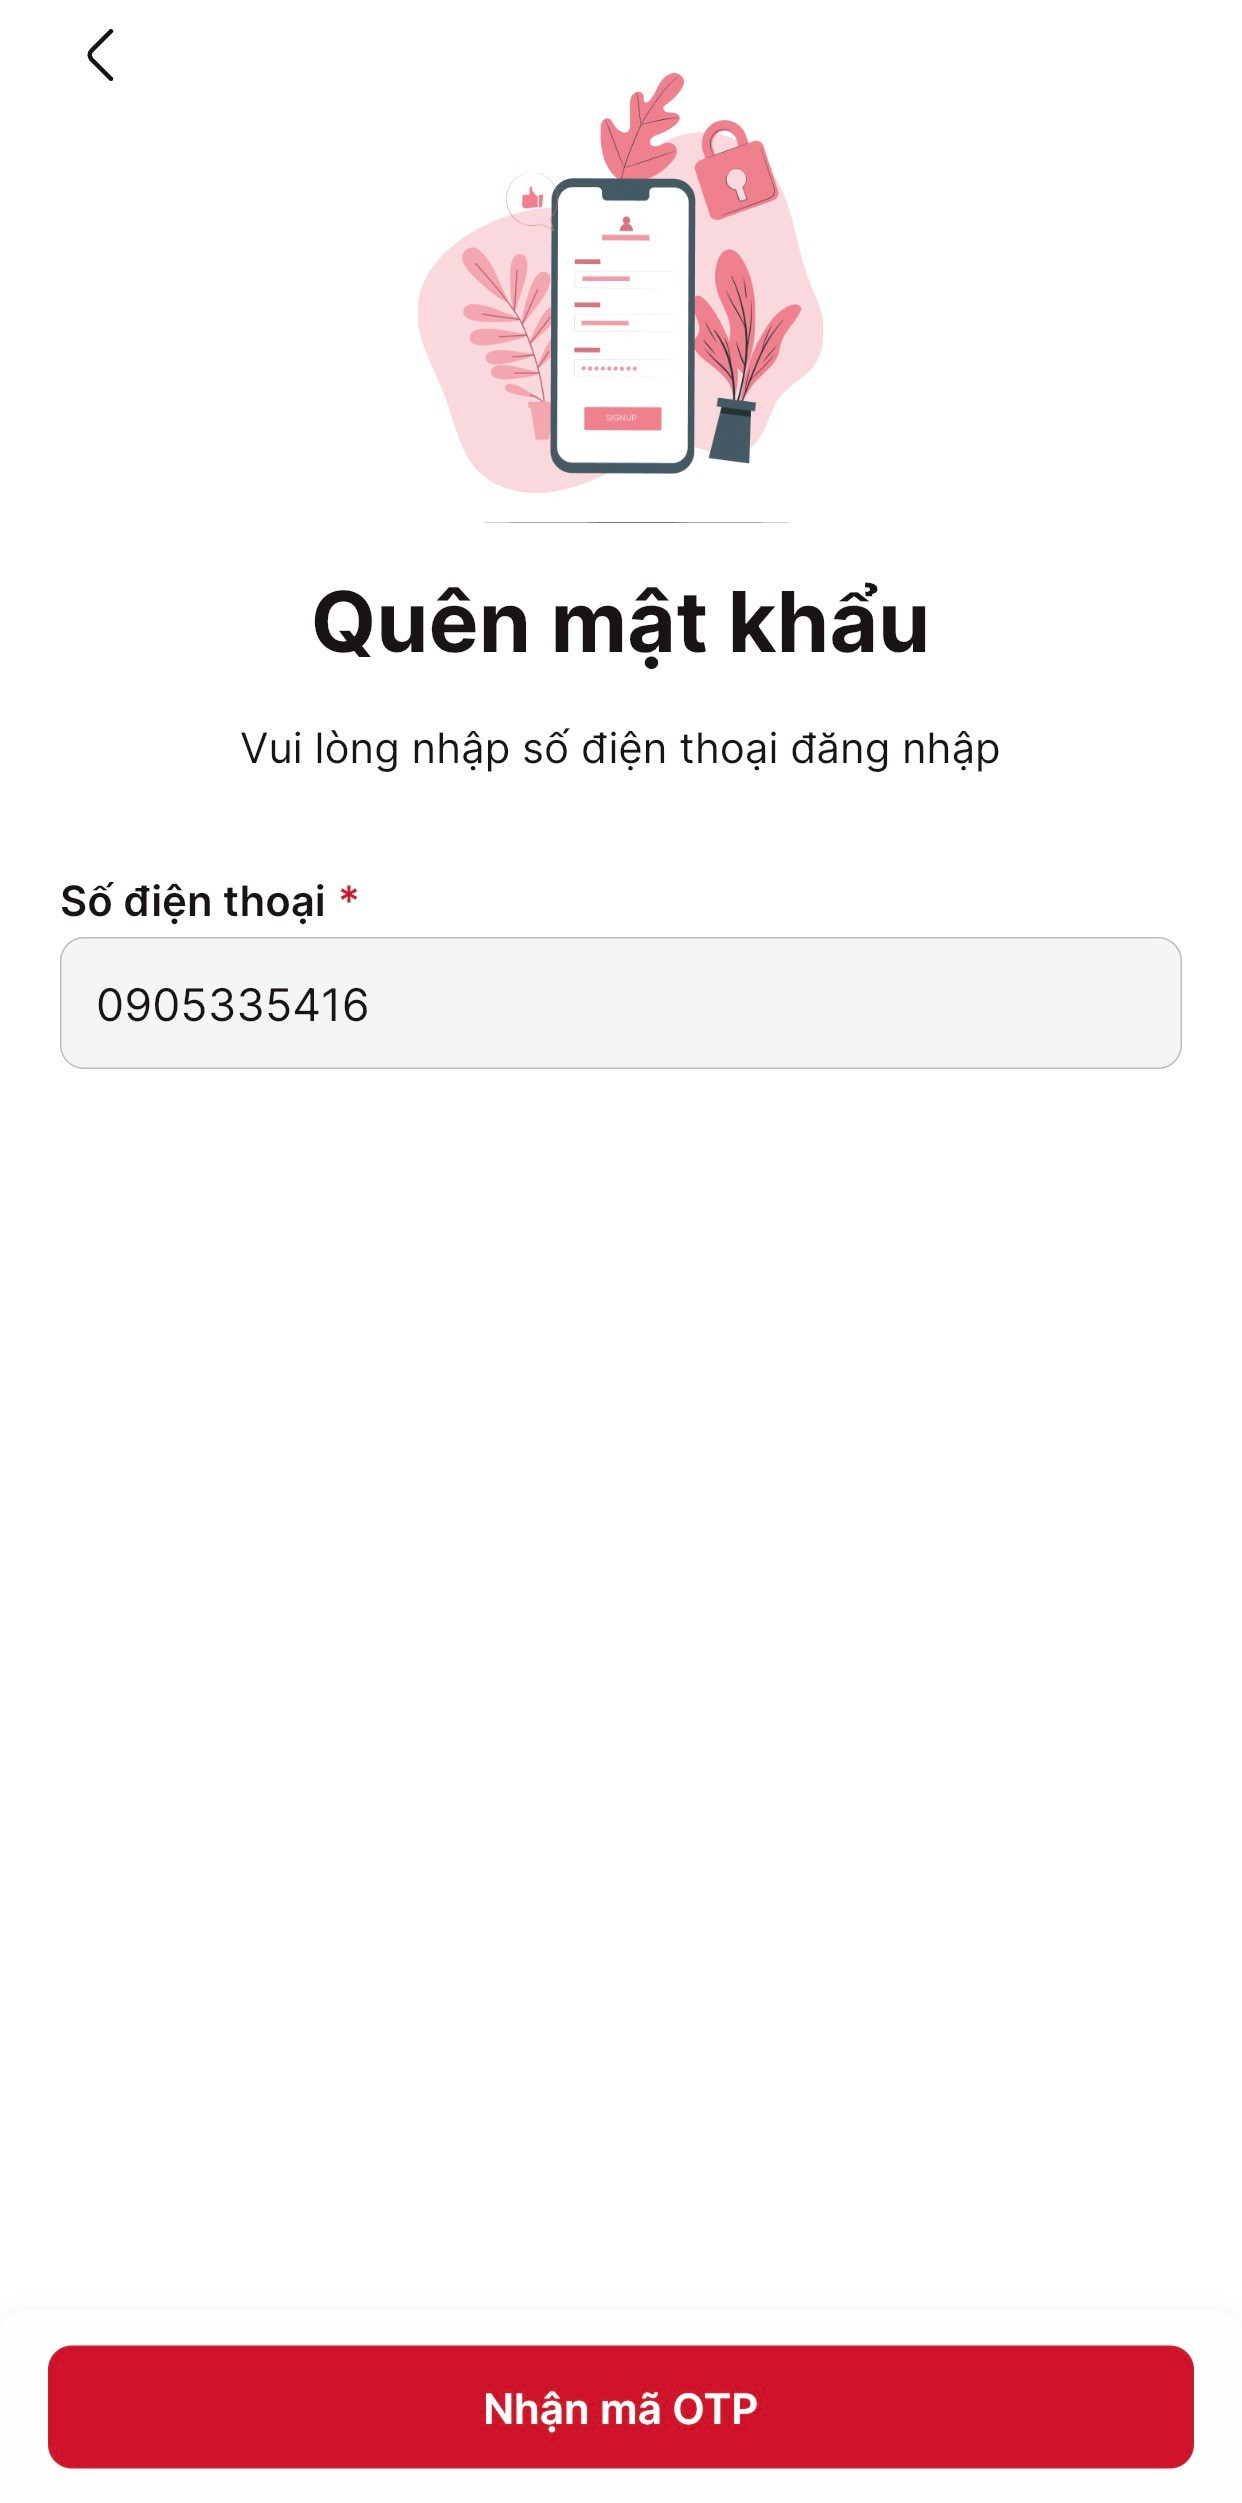 SIGNUP
Quên mật khẩu
Vui lòng nhập số điện thoại đăng nhập
Số điện thoại *
0905335416
Nhận mã OTP